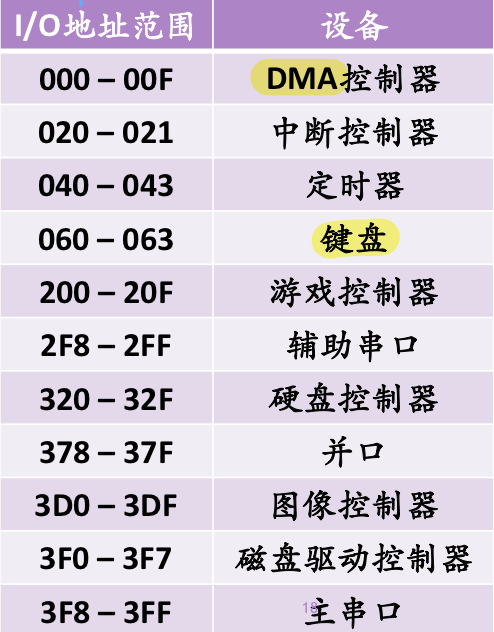 I/O地址范围 设备
000 – 00F DMA控制器
020 – 021 中断控制器
040 – 043 定时器
060 – 063 键盘
200 – 20F 游戏控制器
2F8 – 2FF 辅助串口
320 – 32F 硬盘控制器
378 – 37F 并口
3D0 – 3DF 图像控制器
3F0 – 3F7 磁盘驱动控制器
3F8 – 3FF 主串口